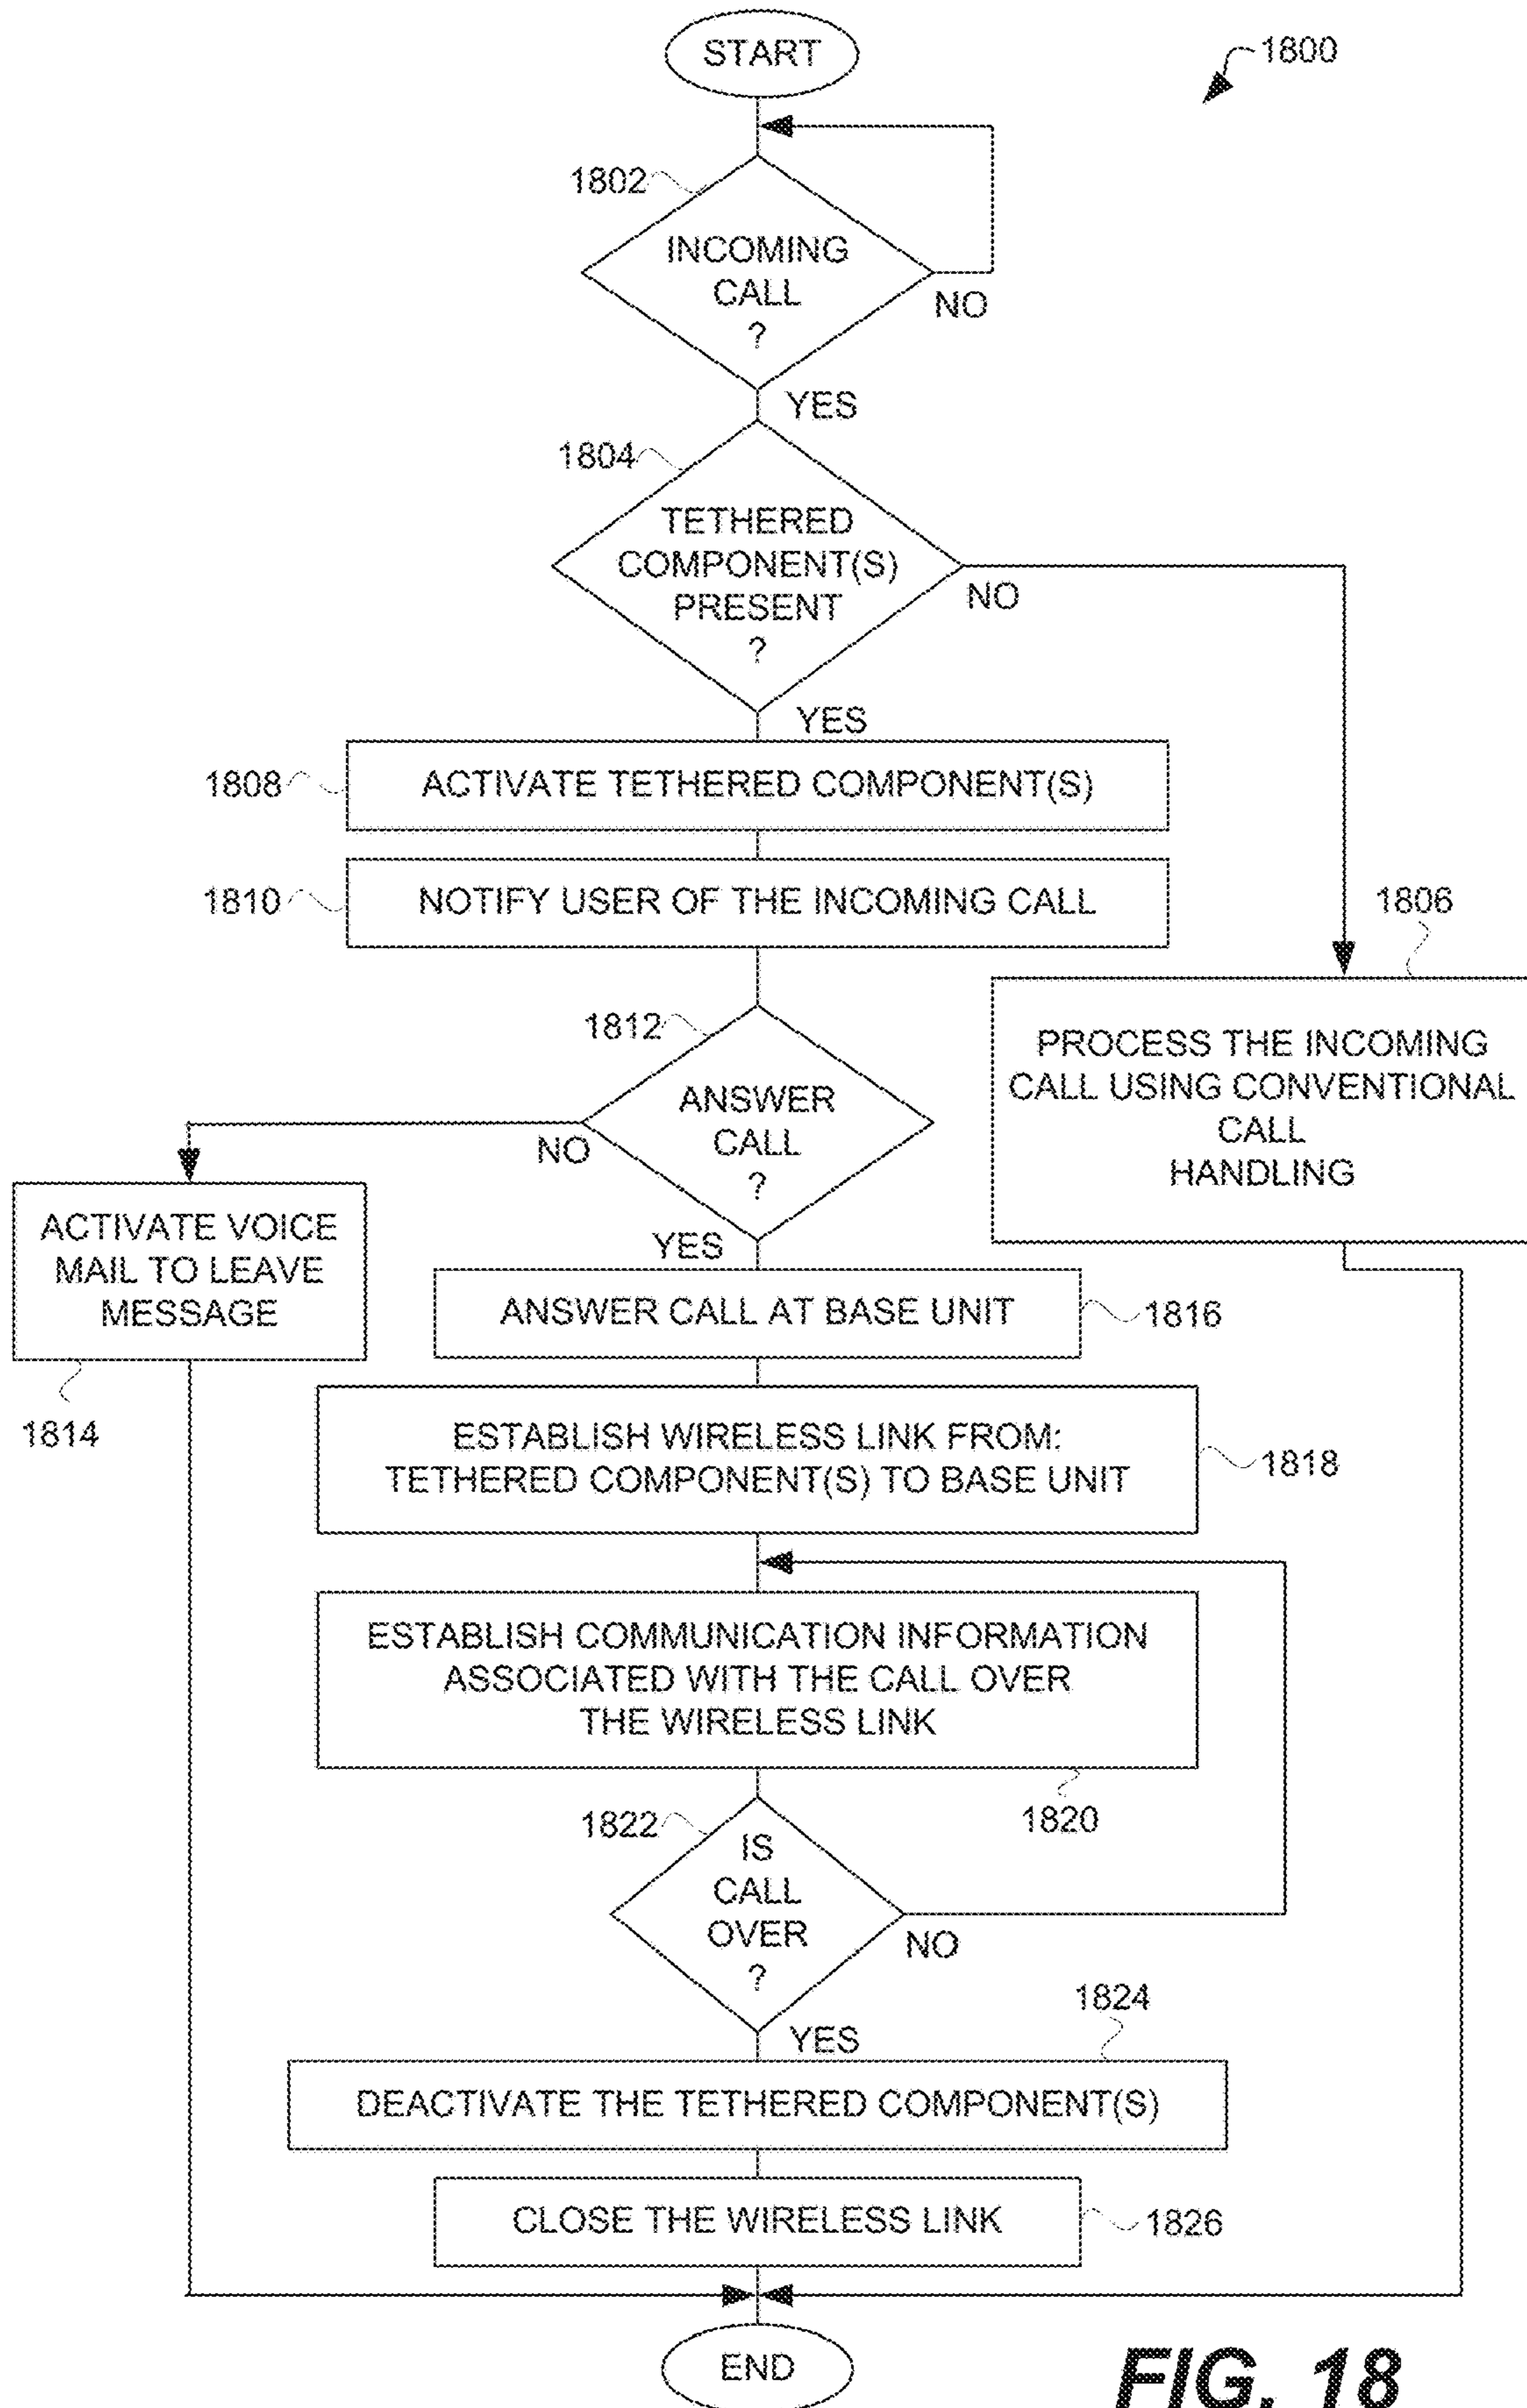 START
1800
1802
INCOMING
CALL
?
NO
YES
1804
TETHERED
COMPONENT(S)
PRESENT
?
NO
YES
1808
ACTIVATE TETHERED COMPONENT(S)
1810
NOTIFY USER OF THE INCOMING CALL
1806
PROCESS THE INCOMING
CALL USING CONVENTIONAL
CALL
HANDLING
1812
ANSWER
CALL
?
NO
YES
ACTIVATE VOICE
MAIL TO LEAVE
MESSAGE
1814
ANSWER CALL AT BASE UNIT
1816
ESTABLISH WIRELESS LINK FROM:
TETHERED COMPONENT(S) TO BASE UNIT
1818
ESTABLISH COMMUNICATION INFORMATION
ASSOCIATED WITH THE CALL OVER
THE WIRELESS LINK
1820
1822
IS
CALL
OVER
?
NO
YES
1824
DEACTIVATE THE TETHERED COMPONENT(S)
CLOSE THE WIRELESS LINK
1826
END
FIG. 18